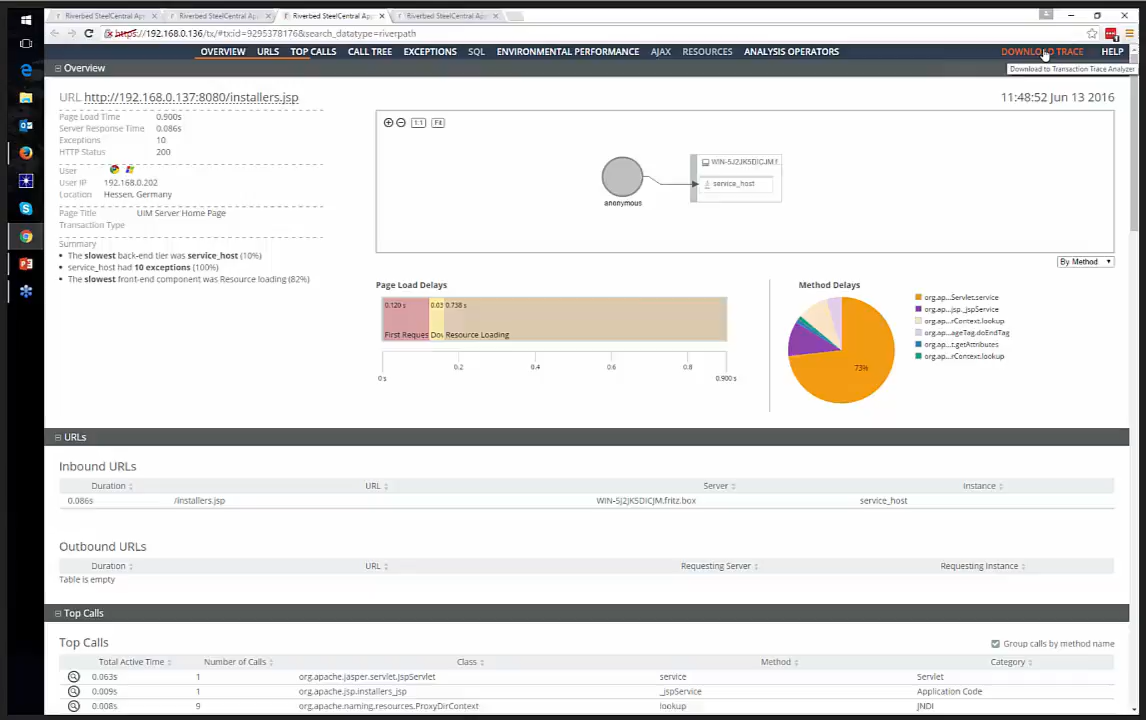 Riverbed SteelCentral App
Riverbed SteelCentral App
Riverbed SteelCentral App
Riverbed SteelCentral App
https://192.168.0.136/tx/#txid=9295378176&search_datatype=riverpath
OVERVIEW URLS TOP CALLS CALL TREE EXCEPTIONS SQL ENVIRONMENTAL PERFORMANCE AJAX RESOURCES ANALYSIS OPERATORS DOWNLOAD TRACE HELP
Overview
Download to Transaction Trace Analyzer
URL http://192.168.0.137:8080/installers.jsp
11:48:52 Jun 13 2016
Page Load Time 0.900s
Server Response Time 0.086s
Exceptions 10
HTTP Status 200
User
User IP 192.168.0.202
Location Hessen, Germany
Page Title UIM Server Home Page
Transaction Type
Summary
• The slowest back-end tier was service_host (10%)
• service_host had 10 exceptions (100%)
• The slowest front-end component was Resource loading (82%)
1:1 Fit
anonymous
WIN-5J2JK5DICJM.f
service_host
By Method
Page Load Delays
0.120 s 0.03 0.738 s
First Reques Dov Resource Loading
0 s 0.2 0.4 0.6 0.8 0.900 s
Method Delays
73%
org.ap...Servlet.service
org.ap...jsp._jspService
org.ap...rContext.lookup
org.ap...ageTag.doEndTag
org.ap...t.getAttributes
org.ap...rContext.lookup
URLs
Inbound URLs
Duration URL Server Instance
0.086s /installers.jsp WIN-5J2JK5DICJM.fritz.box service_host
Outbound URLs
Duration URL Requesting Server Requesting Instance
Table is empty
Top Calls
Top Calls
Group calls by method name
Total Active Time Number of Calls Class Method Category
0.063s 1 org.apache.jasper.servlet.JspServlet service Servlet
0.009s 1 org.apache.jsp.installers_jsp _jspService Application Code
0.008s 9 org.apache.naming.resources.ProxyDirContext lookup JNDI